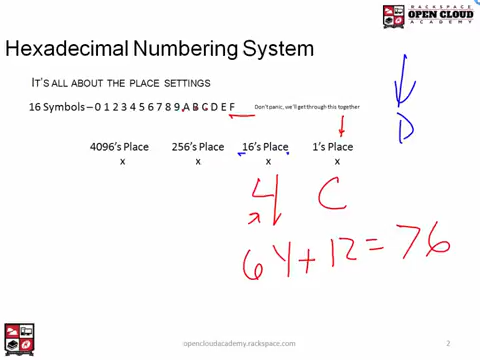 RACKSPACE
OPEN CLOUD
ACADEMY
Hexadecimal Numbering System
IT'S ALL ABOUT THE PLACE SETTINGS
16 Symbols – 0 1 2 3 4 5 6 7 8 9 A B C D E F
Don't panic, we'll get through this together
D
4096's Place 256's Place 16's Place 1's Place
x x x x
4 C
64+12=76
opencloudacademy.rackspace.com
2